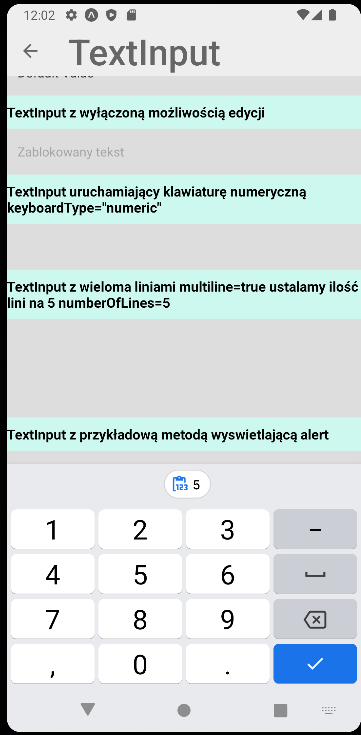 12:02
TextInput
Default Value
TextInput z wyłączoną możliwością edycji
Zablokowany tekst
TextInput uruchamiający klawiaturę numeryczną
keyboardType="numeric"
TextInput z wieloma liniami multiline=true ustalamy ilość
lini na 5 numberOfLines=5
TextInput z przykładową metodą wyswietlającą alert
123 5
1 2 3 –
4 5 6
7 8 9
, 0 .